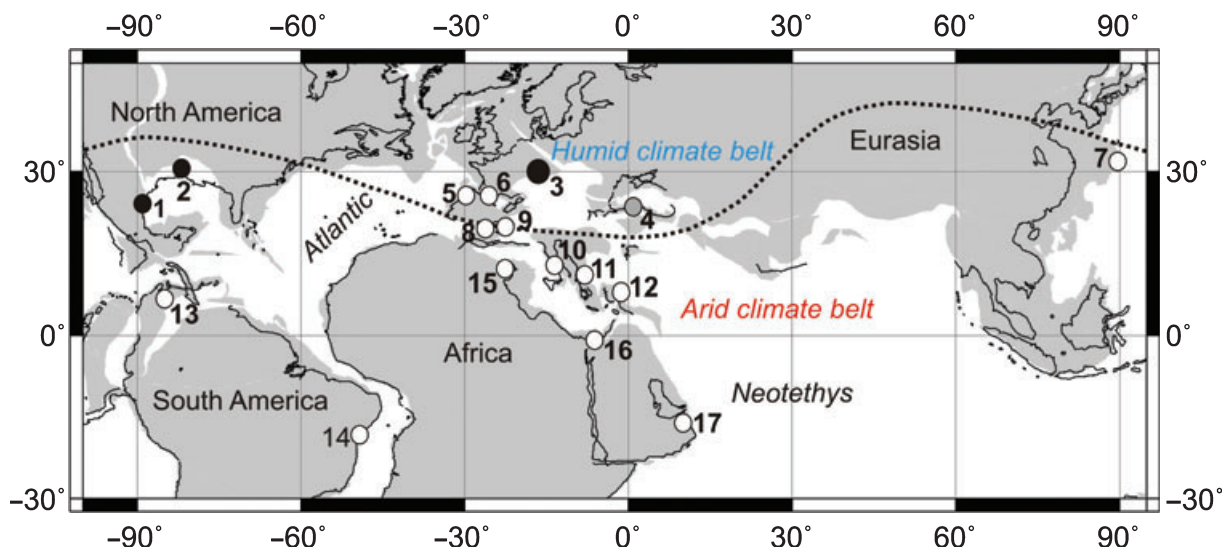 −90° −60° −30° 0° 30° 60° 90°
North America
Humid climate belt
Eurasia
30° 30°
1 2 3 4 5 6 7
Atlantic
8 9
10 11 12
15
13
Arid climate belt
0° 0°
Africa
16
South America
Neotethys
14
17
−30° −30°
−90° −60° −30° 0° 30° 60° 90°